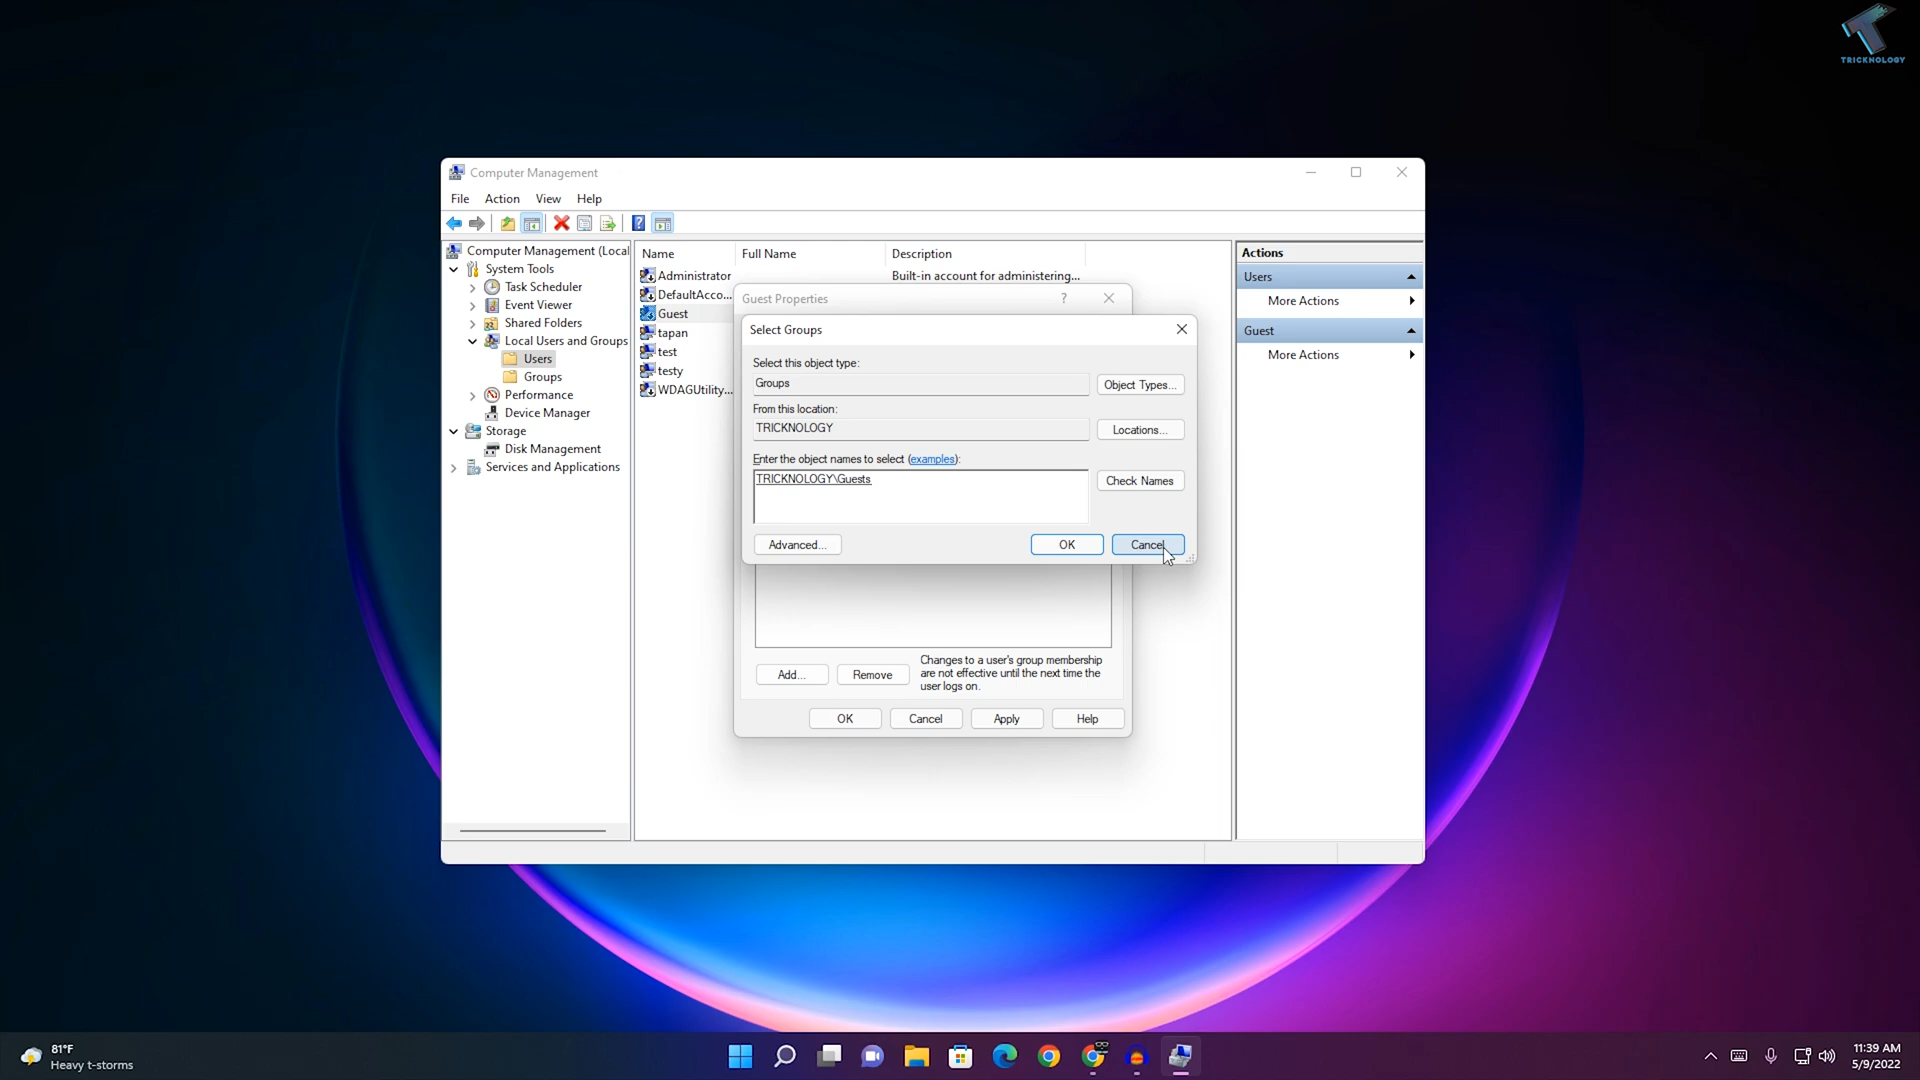 TRICKNOLOGY
Computer Management
File Action View Help
Computer Management (Local
System Tools
Task Scheduler
Event Viewer
Shared Folders
Local Users and Groups
Users
Groups
Performance
Device Manager
Storage
Disk Management
Services and Applications
Name Full Name Description
Administrator Built-in account for administering...
DefaultAcco...
Guest
tapan
test
testy
WDAGUtility...
Guest Properties ?
Select Groups
Select this object type:
Groups Object Types...
From this location:
TRICKNOLOGY Locations...
Enter the object names to select (examples):
TRICKNOLOGY\Guests Check Names
Advanced... OK Cancel
Add... Remove
Changes to a user's group membership
are not effective until the next time the
user logs on.
OK Cancel Apply Help
Actions
Users
More Actions
Guest
More Actions
81°F
Heavy t-storms
11:39 AM
5/9/2022